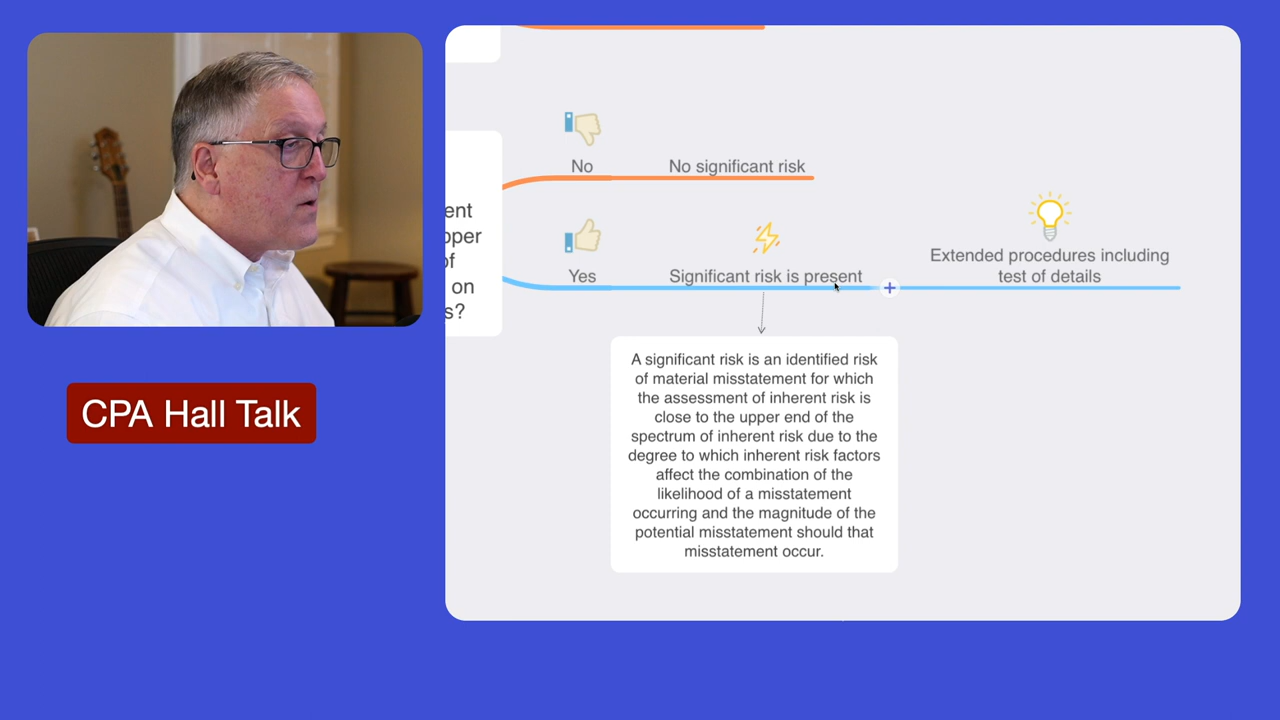 CPA Hall Talk
No
No significant risk
on
Yes
Significant risk is present
Extended procedures including
test of details
A significant risk is an identified risk
of material misstatement for which
the assessment of inherent risk is
close to the upper end of the
spectrum of inherent risk due to the
degree to which inherent risk factors
affect the combination of the
likelihood of a misstatement
occurring and the magnitude of the
potential misstatement should that
misstatement occur.